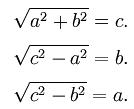 √(a² + b²) = c.
√(c² − a²) = b.
√(c² − b²) = a.